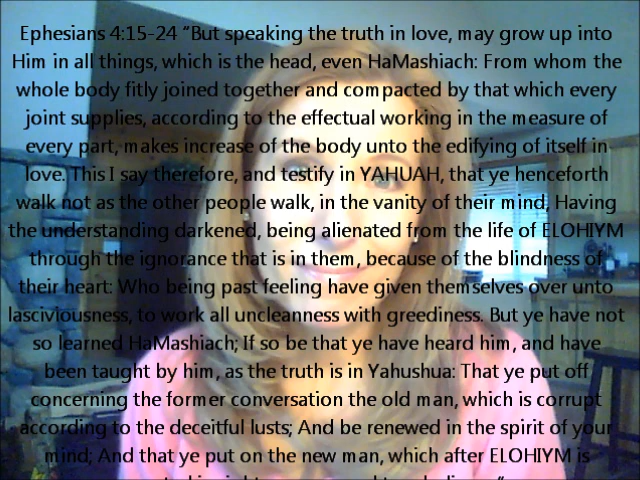 Ephesians 4:15-24 “But speaking the truth in love, may grow up into
Him in all things, which is the head, even HaMashiach: From whom the
whole body fitly joined together and compacted by that which every
joint supplies, according to the effectual working in the measure of
every part, makes increase of the body unto the edifying of itself in
love. This I say therefore, and testify in YAHUAH, that ye henceforth
walk not as the other people walk, in the vanity of their mind, Having
the understanding darkened, being alienated from the life of ELOHIYM
through the ignorance that is in them, because of the blindness of
their heart: Who being past feeling have given themselves over unto
lasciviousness, to work all uncleanness with greediness. But ye have not
so learned HaMashiach; If so be that ye have heard him, and have
been taught by him, as the truth is in Yahushua: That ye put off
concerning the former conversation the old man, which is corrupt
according to the deceitful lusts; And be renewed in the spirit of your
mind; And that ye put on the new man, which after ELOHIYM is